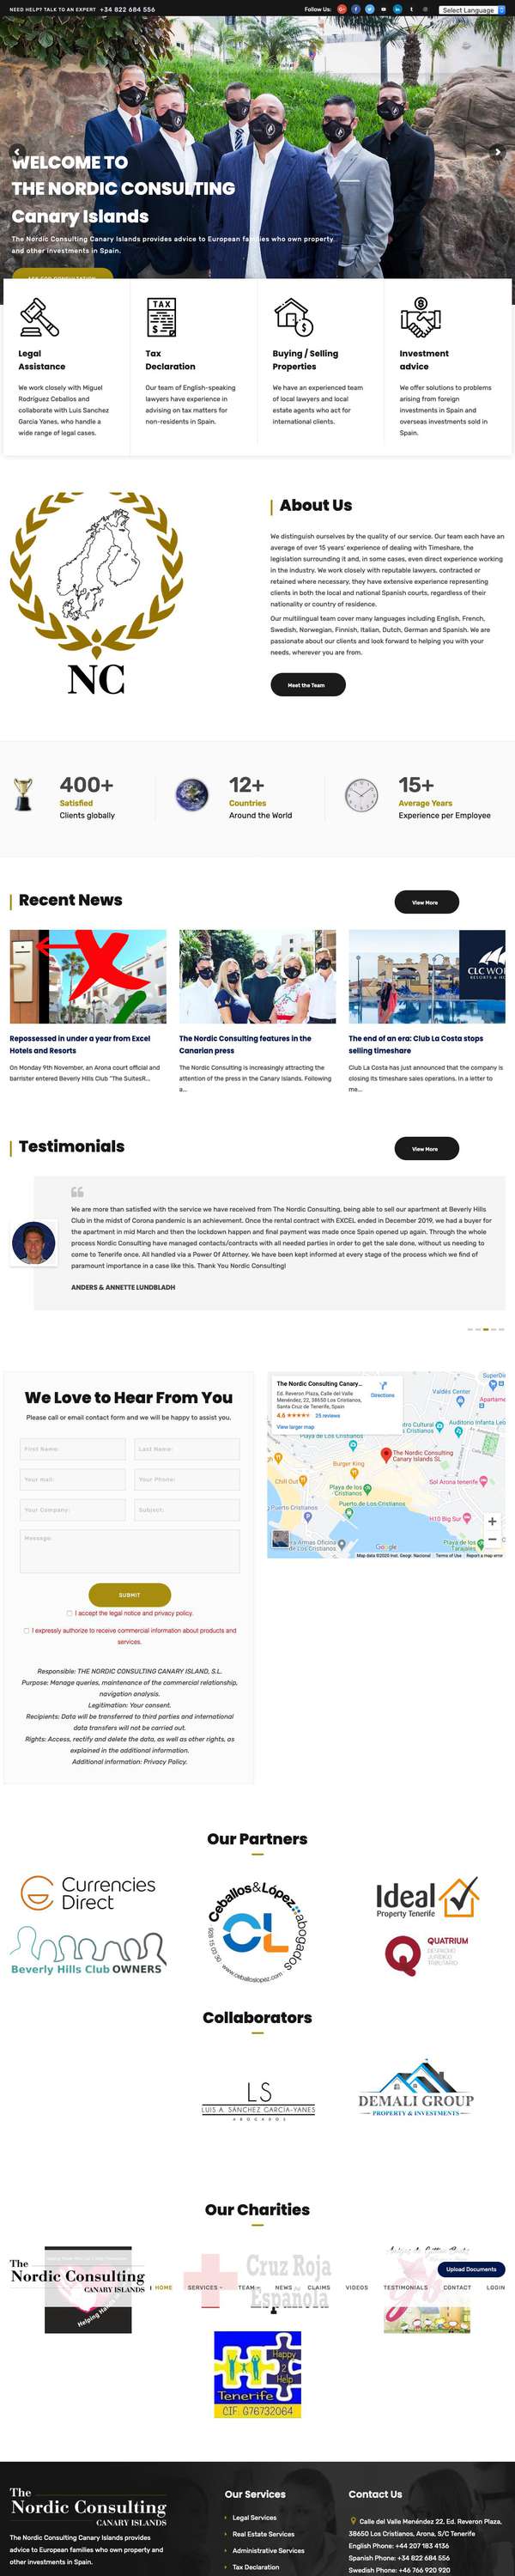 NEED HELP? TALK TO AN EXPERT +34 822 684 556
Follow Us:
Select Language
WELCOME TO
THE NORDIC CONSULTING
Canary Islands
The Nordic Consulting Canary Islands provides advice to European families who own property
and other investments in Spain.
Legal
Assistance
We work closely with Miguel
Rodriguez Ceballos and
collaborate with Luis Sanchez
Garcia Yanes, who handle a
wide range of legal cases.
TAX
Tax
Declaration
Our team of English-speaking
lawyers have experience in
advising on tax matters for
non-residents in Spain.
Buying / Selling
Properties
We have an experienced team
of local lawyers and local
estate agents who act for
international clients.
Investment
advice
We offer solutions to problems
arising from foreign
investments in Spain and
overseas investments sold in
Spain.
NC
About Us
We distinguish ourselves by the quality of our service. Our team each have an
average of over 15 years' experience of dealing with Timeshare, the
legislation surrounding it and, in some cases, even direct experience working
in the industry. We work closely with reputable lawyers, contracted or
retained where necessary, they have extensive experience representing
clients in both the local and national Spanish courts, regardless of their
nationality or country of residence.
Our multilingual team cover many languages including English, French,
Swedish, Norwegian, Finnish, Italian, Dutch, German and Spanish. We are
passionate about our clients and look forward to helping you with your
needs, wherever you are from.
Meet the Team
400+
Satisfied
Clients globally
12+
Countries
Around the World
15+
Average Years
Experience per Employee
Recent News
View More
CLC WO
RESORTS & H
Repossessed in under a year from Excel
Hotels and Resorts
On Monday 9th November, an Arona court official and
barrister entered Beverly Hills Club "The SuitesR...
The Nordic Consulting features in the
Canarian press
The Nordic Consulting is increasingly attracting the
attention of the press in the Canary Islands. Following
a...
The end of an era: Club La Costa stops
selling timeshare
Club La Costa has just announced that the company is
closing its timeshare sales operations. In a letter to
me...
Testimonials
View More
We are more than satisfied with the service we have received from The Nordic Consulting, being able to sell our apartment at Beverly Hills
Club in the midst of Corona pandemic is an achievement. Once the rental contract with EXCEL ended in December 2019, we had a buyer for
the apartment in mid March and then the lockdown happen and final payment was made once Spain opened up again. Through the whole
process Nordic Consulting have managed contacts/contracts with all needed parties in order to get the sale done, without us needing to
come to Tenerife once. All handled via a Power Of Attorney. We have been kept informed at every stage of the process which we find of
paramount importance in a case like this. Thank You Nordic Consulting!
ANDERS & ANNETTE LUNDBLADH
We Love to Hear From You
Please call or email contact form and we will be happy to assist you.
First Name:
Last Name:
Your mail:
Your Phone:
Your Company:
Subject:
Message:
SUBMIT
I accept the legal notice and privacy policy.
I expressly authorize to receive commercial information about products and
services.
Responsible: THE NORDIC CONSULTING CANARY ISLAND, S.L.
Purpose: Manage queries, maintenance of the commercial relationship,
navigation analysis.
Legitimation: Your consent.
Recipients: Data will be transferred to third parties and international
data transfers will not be carried out.
Rights: Access, rectify and delete the data, as well as other rights, as
explained in the additional information.
Additional information: Privacy Policy.
The Nordic Consulting Canary...
Ed. Reveron Plaza, Calle del Valle
Menéndez, 22, 38650 Los Cristianos,
Santa Cruz de Tenerife, Spain
Directions
4.6 25 reviews
View larger map
Valdés Center
Auditorio Infanta Leo
Playa de Los Cristianos
The Nordic Consulting
Canary Islands SL
Burger King
Chill Out
Sol Arona tenerife
Playa de los
Cristianos
Puerto de Los Cristianos
Puerto Cristianos
H10 Big Sur
Google
Map data ©2020 Inst. Geogr. Nacional Terms of Use Report a map error
Our Partners
Currencies
Direct
Ceballos&López abogados
CL
www.ceballoslopez.com
Ideal
Property Tenerife
Beverly Hills Club OWNERS
QUATRIUM
DESPACHO
JURÍDICO
TRIBUTARIO
Collaborators
LS
LUIS A. SÁNCHEZ GARCÍA-YANES
ABOGADOS
DEMALI GROUP
PROPERTY & INVESTMENTS
Our Charities
Cruz Roja
Española
Upload Documents
The
Nordic Consulting
CANARY ISLANDS
HOME SERVICES TEAM NEWS CLAIMS VIDEOS TESTIMONIALS CONTACT LOGIN
Happy
2
Help
Tenerife
CIF G76732064
The
Nordic Consulting
CANARY ISLANDS
The Nordic Consulting Canary Islands provides
advice to European families who own property and
other investments in Spain.
Our Services
Legal Services
Real Estate Services
Administrative Services
Tax Declaration
Contact Us
Calle del Valle Menéndez 22, Ed. Reveron Plaza,
38650 Los Cristianos, Arona, S/C Tenerife
English Phone: +44 207 183 4136
Spanish Phone: +34 822 684 556
Swedish Phone: +46 766 920 920